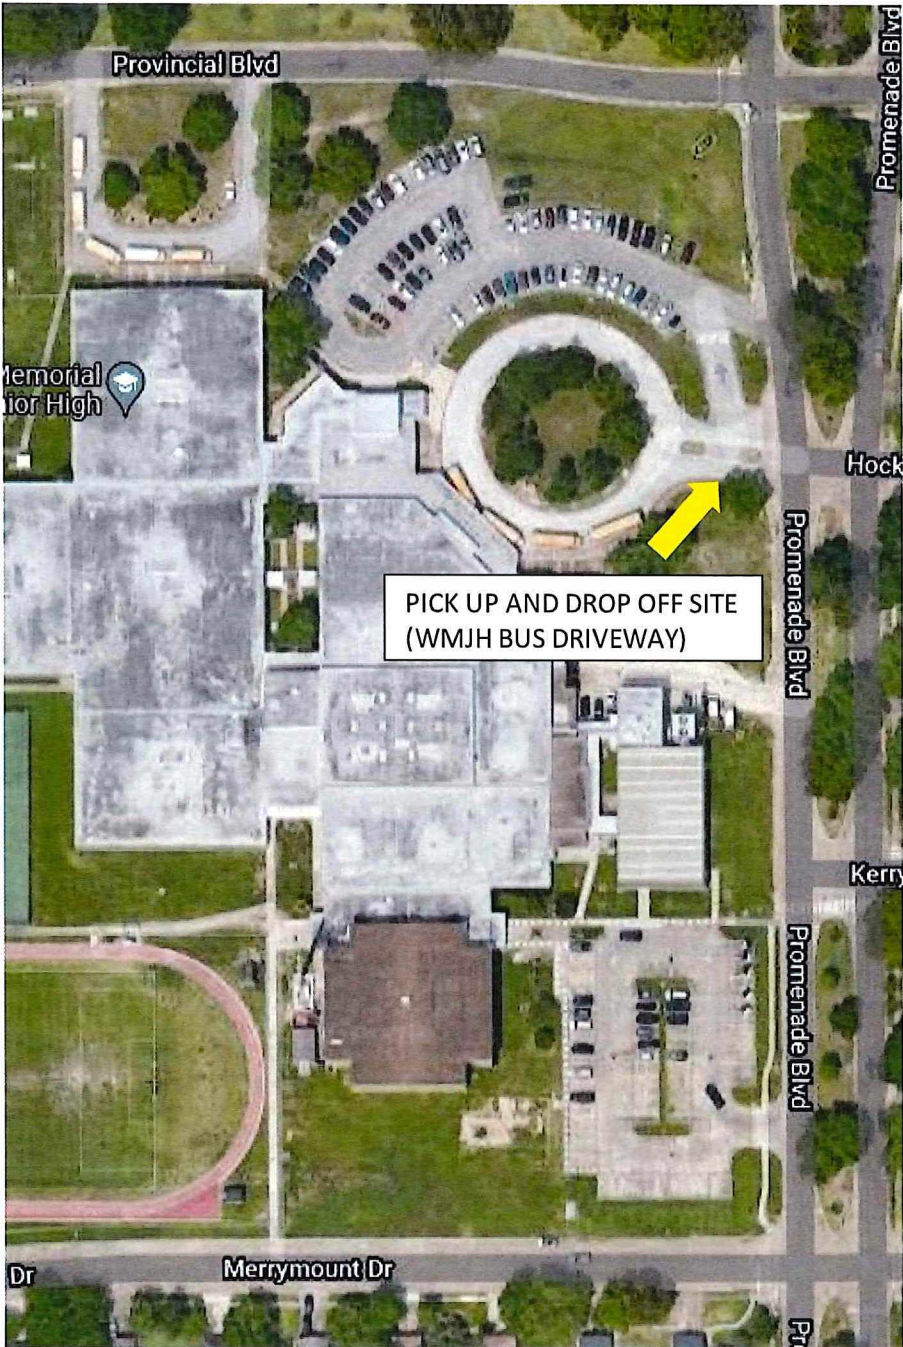 Provincial Blvd
Promenade Blvd
Memorial
ior High
Hock
Promenade Blvd
PICK UP AND DROP OFF SITE
(WMJH BUS DRIVEWAY)
Kerry
Promenade Blvd
Dr
Merrymount Dr
Pr